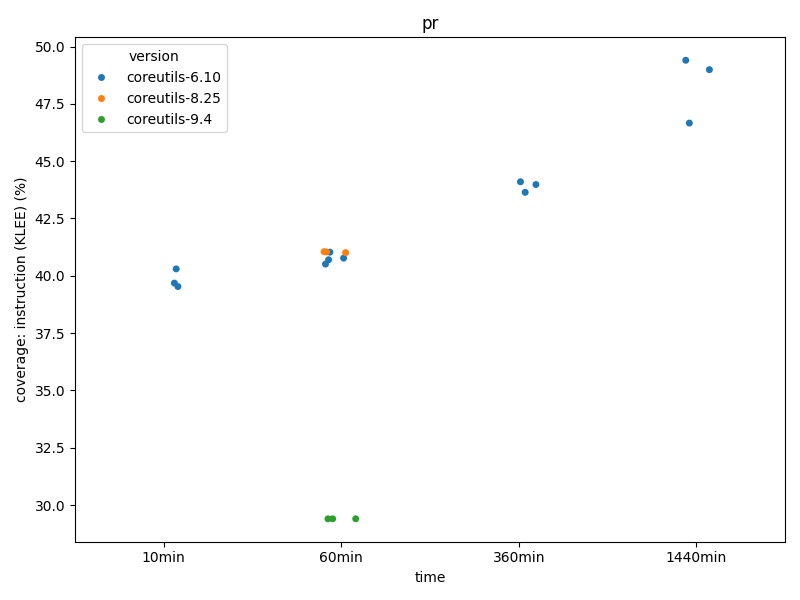 pr
version
coreutils-6.10
coreutils-8.25
coreutils-9.4
coverage: instruction (KLEE) (%)
50.0
47.5
45.0
42.5
40.0
37.5
35.0
32.5
30.0
10min 60min 360min 1440min
time